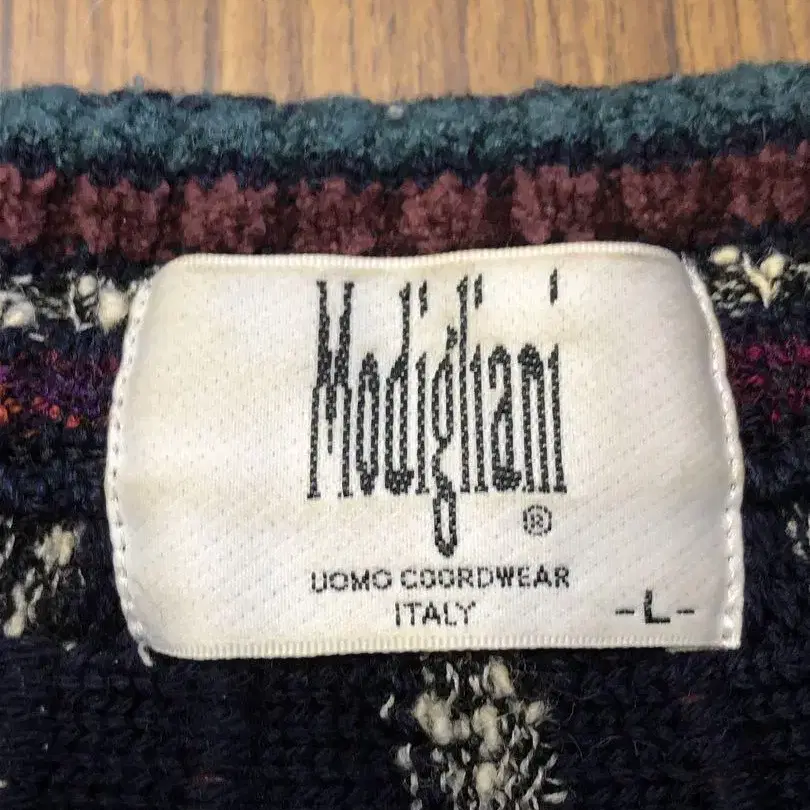 Modigliani
®
UOMO COORDWEAR
ITALY
-L-